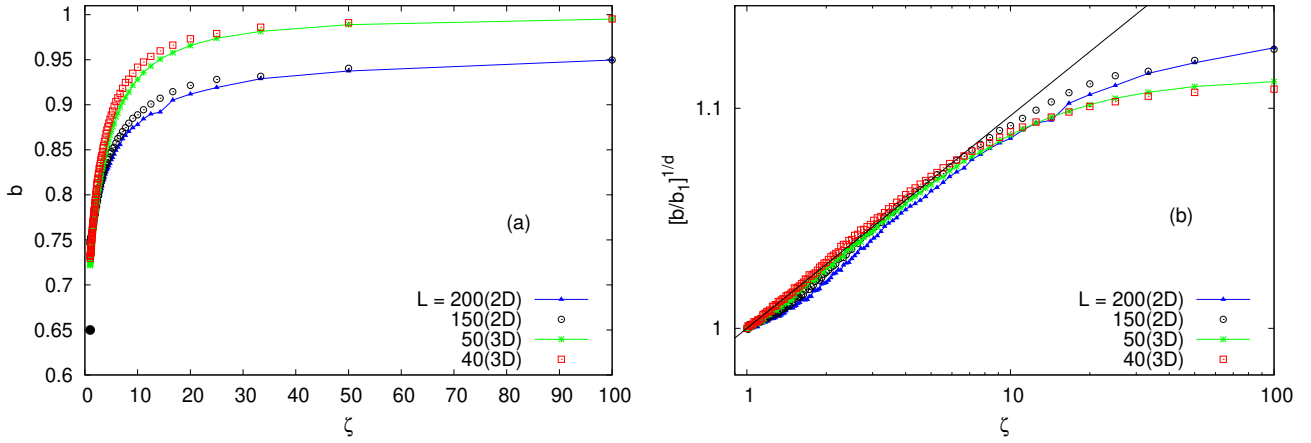 1
0.95
0.9
0.85
0.8
0.75
0.7
0.65
0.6
b
(a)
L = 200(2D)
150(2D)
50(3D)
40(3D)
0 10 20 30 40 50 60 70 80 90 100
ζ
1.1
1
[b/b₁]^{1/d}
(b)
L = 200(2D)
150(2D)
50(3D)
40(3D)
1 10 100
ζ